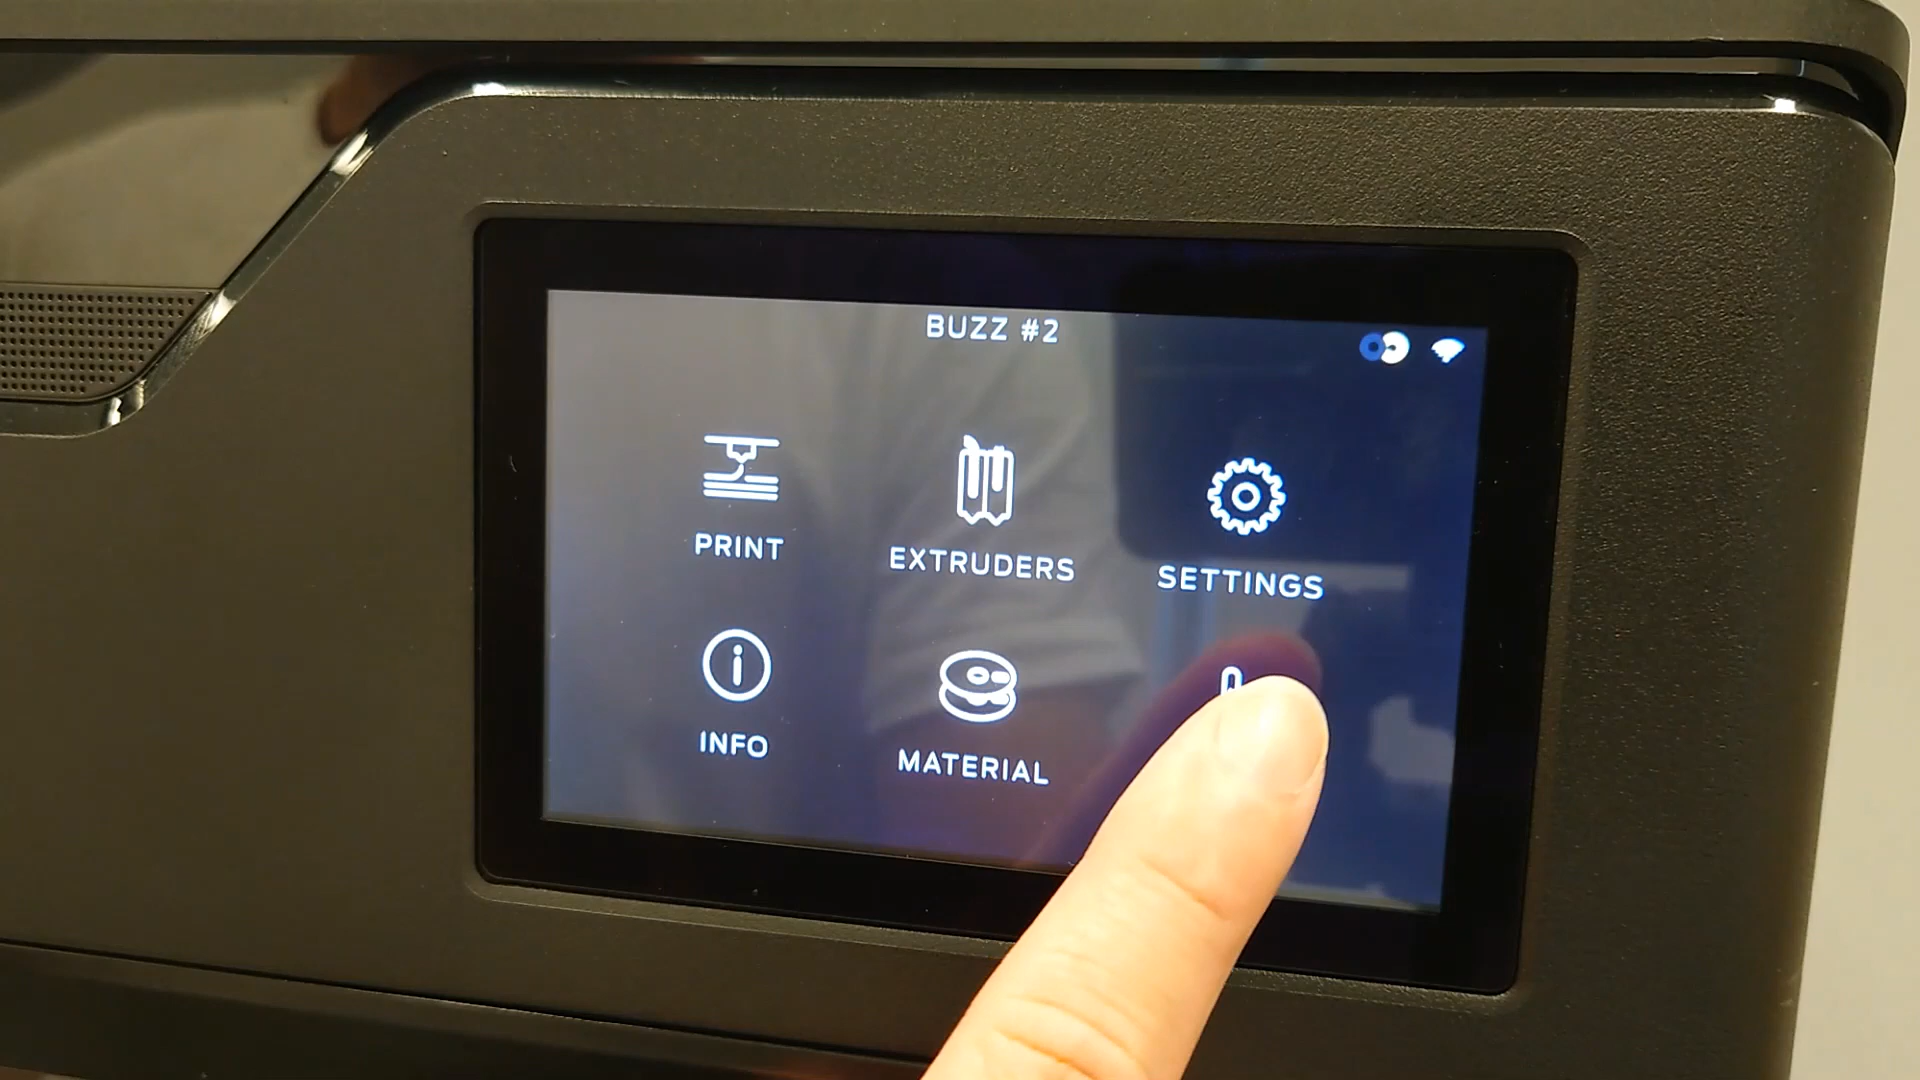 BUZZ #2
PRINT
EXTRUDERS
SETTINGS
INFO
MATERIAL